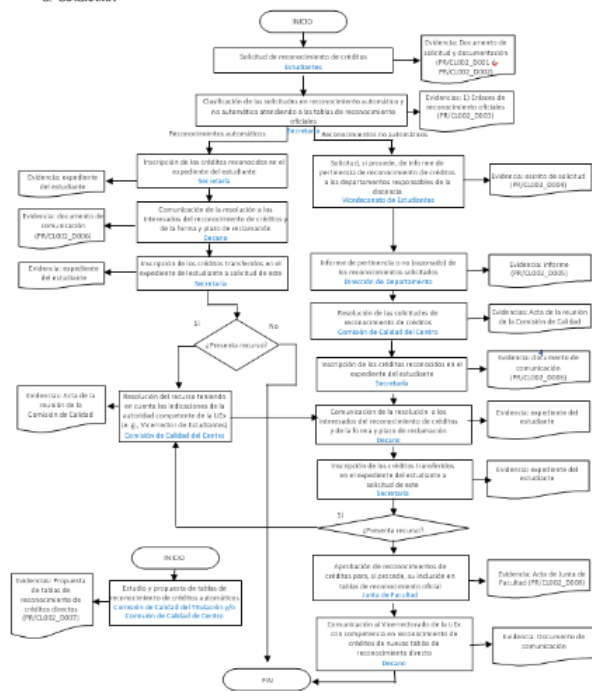 INICIO
Solicitud de reconocimiento de créditos
Estudiantes
Evidencia: Documento de
solicitud y documentación
(PR/CL002_D001 &
PR/CL002_D002)
Clasificación de las solicitudes en reconocimiento automático y
no automático atendiendo a las tablas de reconocimiento
oficiales
Secretaría
Evidencias: 1) Enlaces de
reconocimiento oficiales
(PR/CL002_D003)
Reconocimientos automáticos
Reconocimientos no automáticos
Inscripción de los créditos reconocidos en el
expediente del estudiante
Secretaría
Evidencia: expediente
del estudiante
Comunicación de la resolución a los
interesados del reconocimiento de créditos y
de la forma y plazo de reclamación
Decano
Evidencia: documento de
comunicación
(PR/CL002_D006)
Inscripción de los créditos transferidos en el
expediente del estudiante a solicitud de este
Secretaría
Evidencia: expediente
del estudiante
Si
No
¿Presenta recurso?
Resolución del recurso teniendo
en cuenta las indicaciones de la
autoridad competente de la UEx
(e.g., Vicerrector de Estudiantes)
Comisión de Calidad del Centro
Evidencias: Acta de la
reunión de la
Comisión de Calidad
Solicitud, si procede, de informe de
pertinencia de reconocimiento de créditos
a los departamentos responsables de la
docencia
Vicedecanato de Estudiantes
Evidencia: escrito de solicitud
(PR/CL002_D004)
Informe de pertinencia o no (razonado) de
los reconocimientos solicitados
Dirección de Departamento
Evidencia: informe
(PR/CL002_D005)
Resolución de las solicitudes de
reconocimiento de créditos
Comisión de Calidad del Centro
Evidencias: Acta de la reunión
de la Comisión de Calidad
Inscripción de los créditos reconocidos en el
expediente del estudiante
Secretaría
Evidencia: documento de
comunicación
(PR/CL002_D006)
Comunicación de la resolución a los
interesados del reconocimiento de créditos
y de la forma y plazo de reclamación
Decano
Evidencia: expediente del
estudiante
Inscripción de los créditos transferidos
en el expediente del estudiante a
solicitud de este
Secretaría
Evidencia: expediente del
estudiante
Si
¿Presenta recurso?
Aprobación de reconocimientos de
créditos para, si procede, su inclusión en
tablas de reconocimiento oficial
Junta de Facultad
Evidencia: Acta de Junta de
Facultad (PR/CL002_D008)
Comunicación al Vicerrectorado de la UEx
con competencia en reconocimiento de
créditos de nuevas tablas de
reconocimiento directo
Decano
Evidencia: Documento de
comunicación
INICIO
Estudio y propuesta de tablas de
reconocimiento de créditos automáticos
Comisión de Calidad del Titulación y/o
Comisión de Calidad de Centro
Evidencias: Propuesta
de tablas de
reconocimiento de
créditos directos
(PR/CL002_D007)
FIN